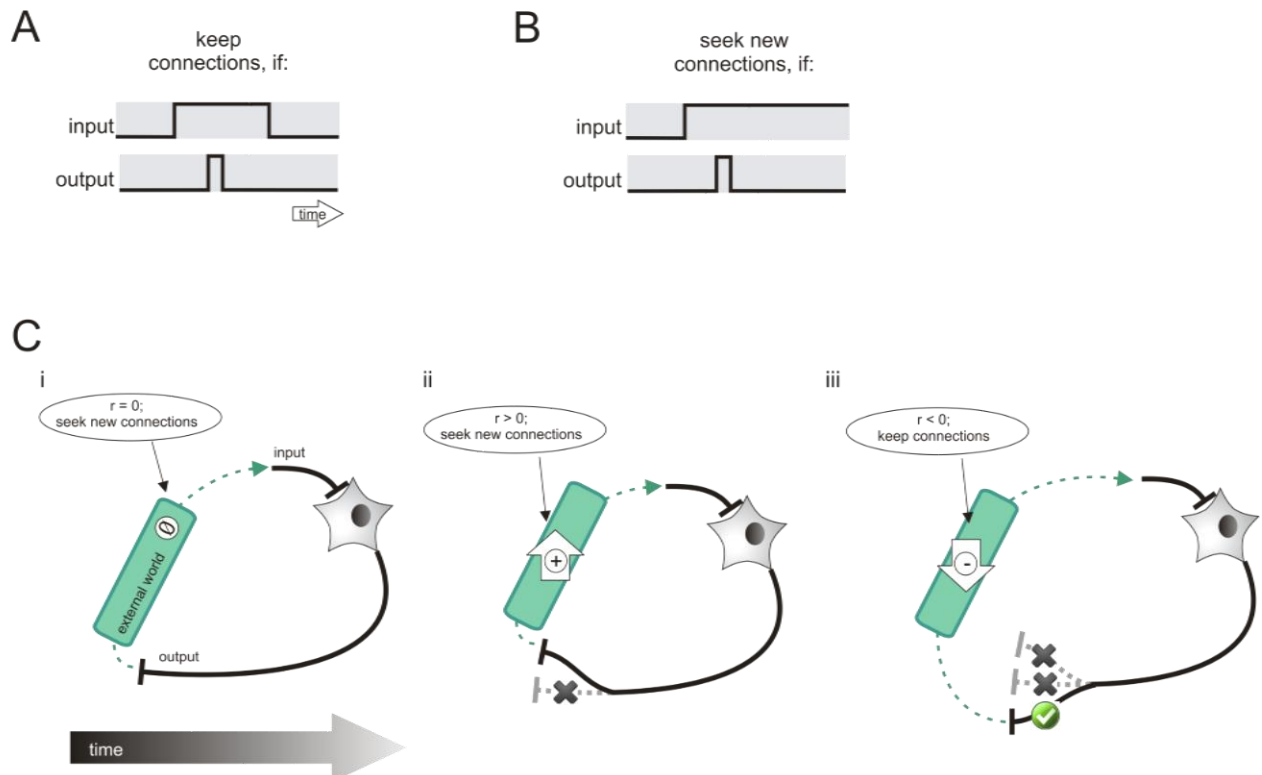 A
keep
connections, if:
input
output
time
B
seek new
connections, if:
input
output
C
i
r = 0;
seek new connections
input
Ø
external world
output
ii
r > 0;
seek new connections
+
iii
r < 0;
keep connections
-
time